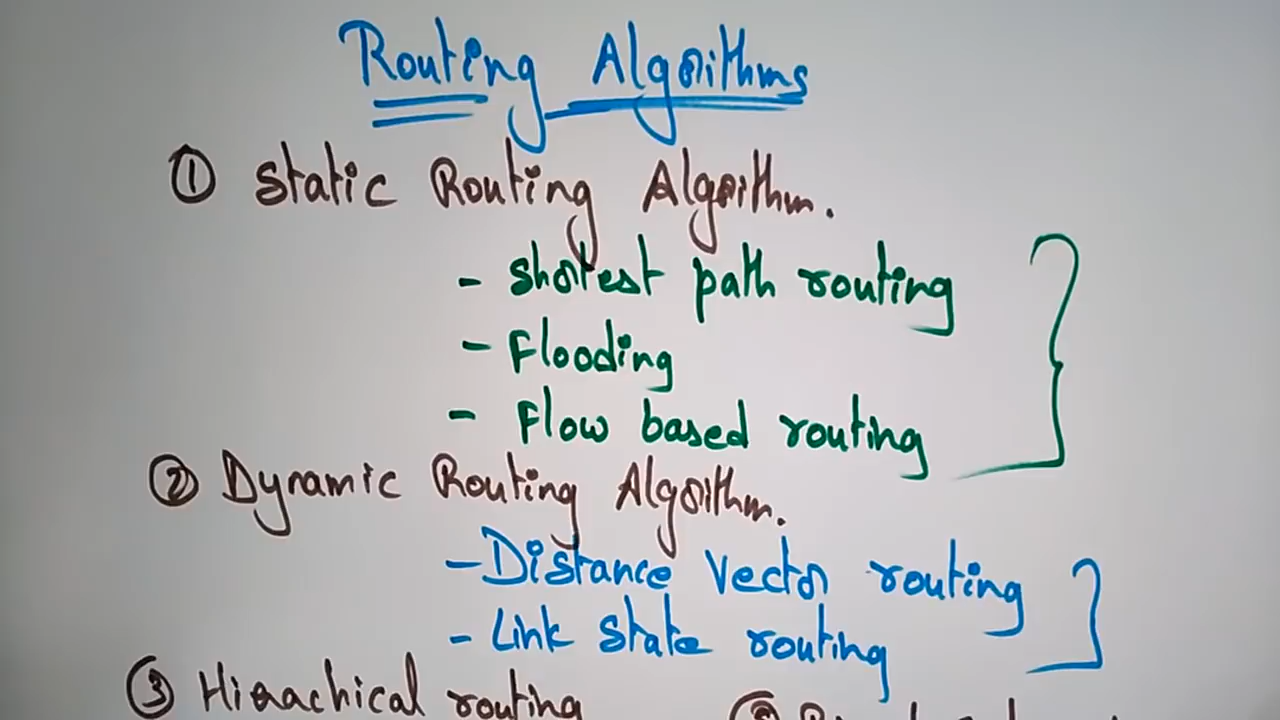 Routing Algorithms
① Static Routing Algorithm.
- Shortest path routing
- Flooding
- Flow based routing
② Dynamic Routing Algorithm.
- Distance Vector routing
- Link State routing
③ Hierachical routing